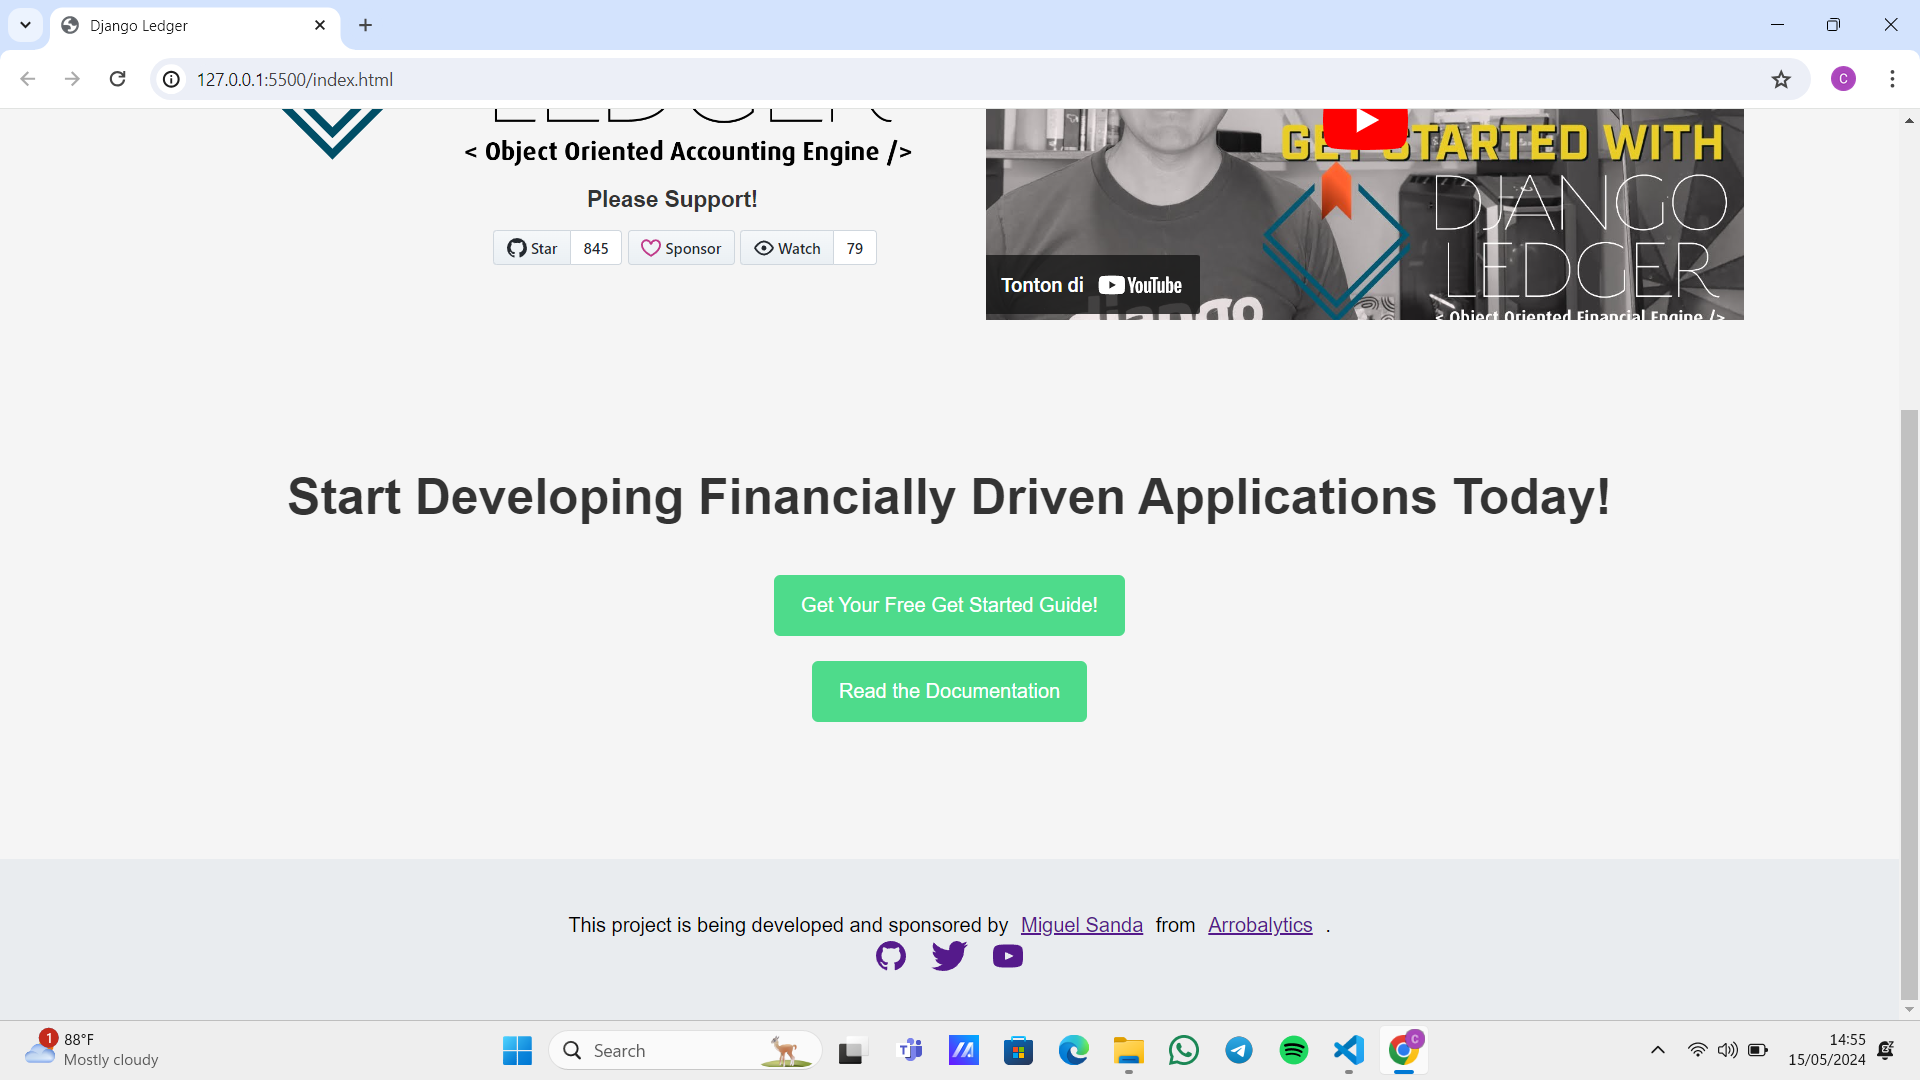 Django Ledger
127.0.0.1:5500/index.html
C
LEDGER
< Object Oriented Accounting Engine />
Please Support!
Star 845 Sponsor Watch 79
GET STARTED WITH
DJANGO
LEDGER
< Object Oriented Financial Engine />
Tonton di YouTube
django
Start Developing Financially Driven Applications Today!
Get Your Free Get Started Guide!
Read the Documentation
This project is being developed and sponsored by Miguel Sanda from Arrobalytics .
1
88°F
Mostly cloudy
Search
C
14:55
15/05/2024